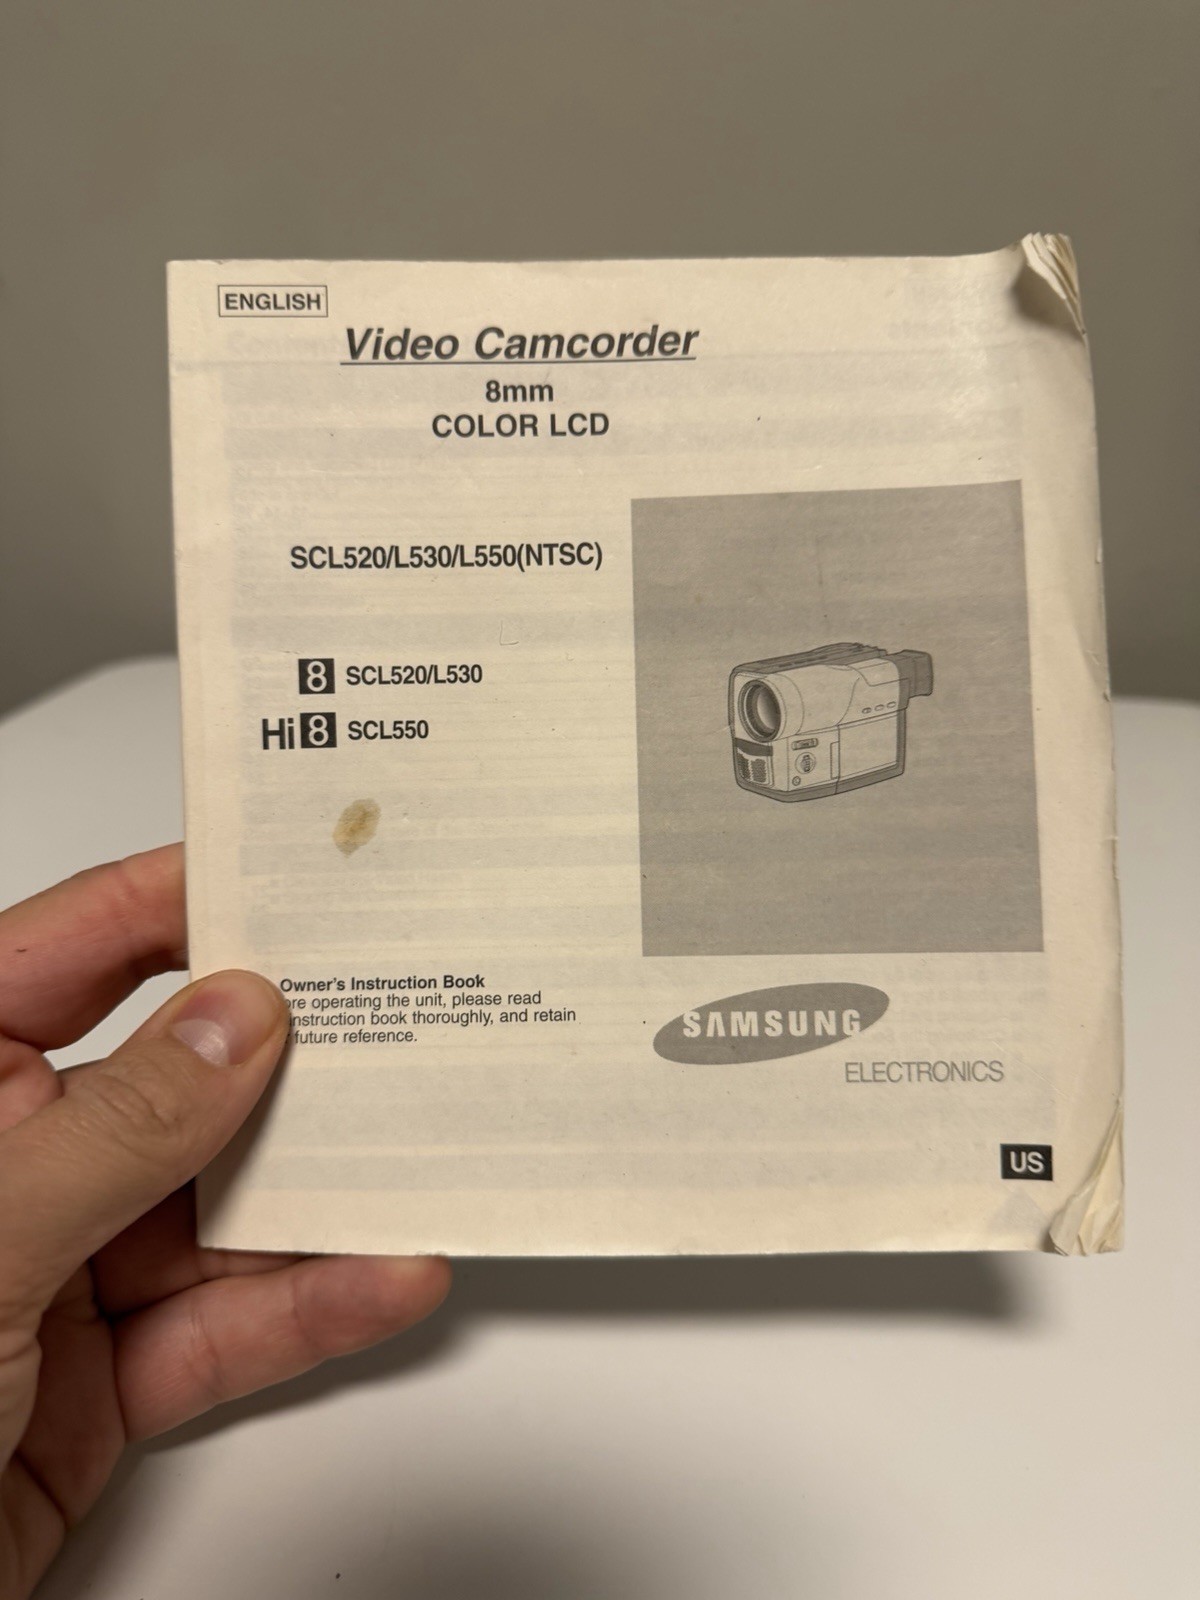 ENGLISH
Video Camcorder
8mm
COLOR LCD
SCL520/L530/L550(NTSC)
8 SCL520/L530
Hi8 SCL550
Owner's Instruction Book
operating the unit, please read
instruction book thoroughly, and retain
future reference.
SAMSUNG
ELECTRONICS
US